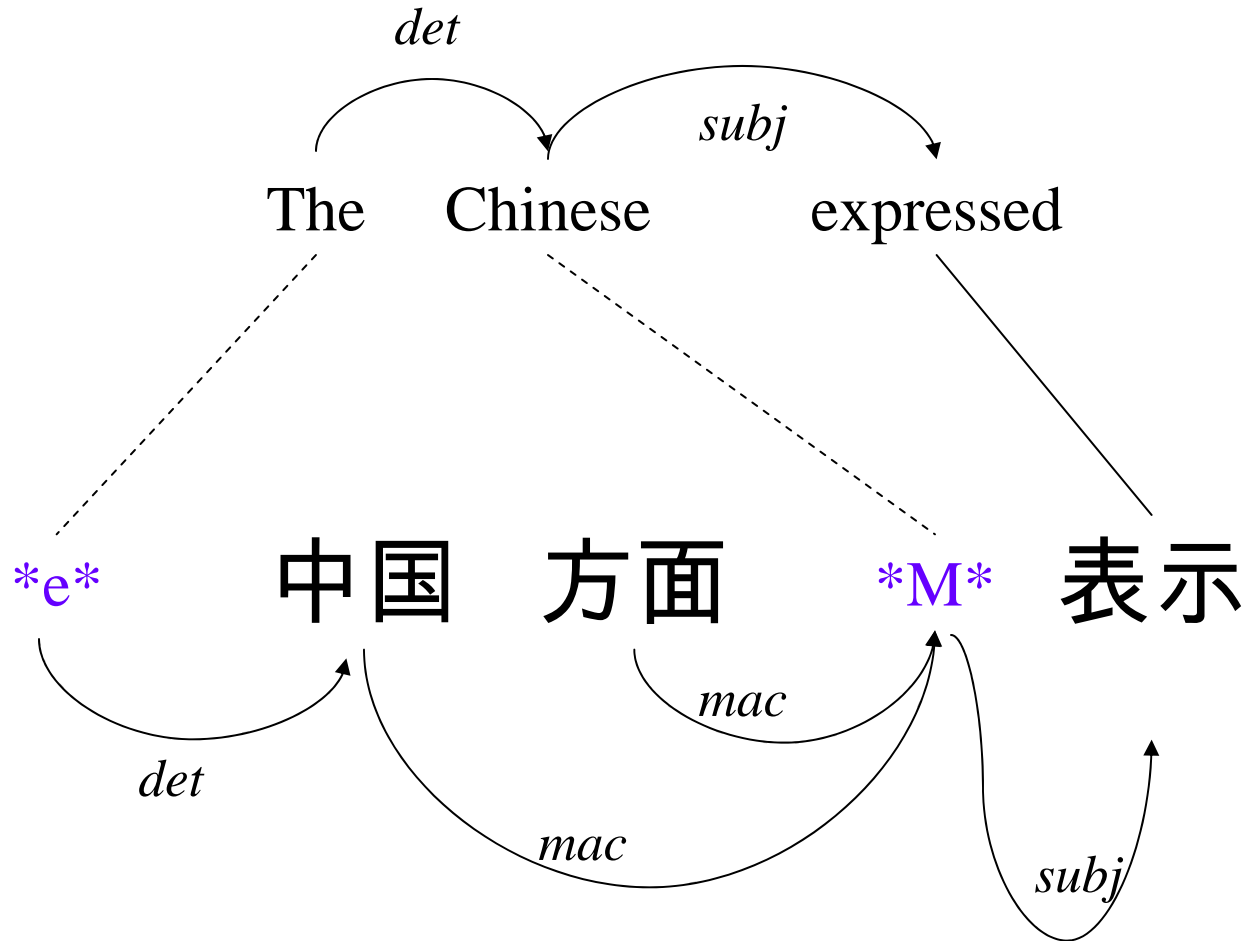 det
subj
The Chinese expressed
*e* 中国 方面 *M* 表示
mac
det
mac
subj